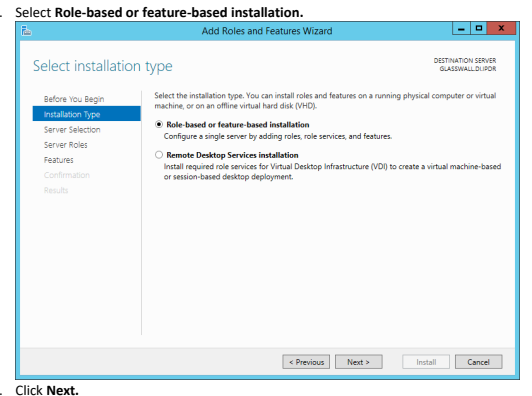 . Select Role-based or feature-based installation.
Add Roles and Features Wizard
Select installation type
DESTINATION SERVER
GLASSWALL.DI.IPDR
Before You Begin
Installation Type
Server Selection
Server Roles
Features
Confirmation
Results
Select the installation type. You can install roles and features on a running physical computer or virtual
machine, or on an offline virtual hard disk (VHD).
Role-based or feature-based installation
Configure a single server by adding roles, role services, and features.
Remote Desktop Services installation
Install required role services for Virtual Desktop Infrastructure (VDI) to create a virtual machine-based
or session-based desktop deployment.
< Previous Next > Install Cancel
. Click Next.